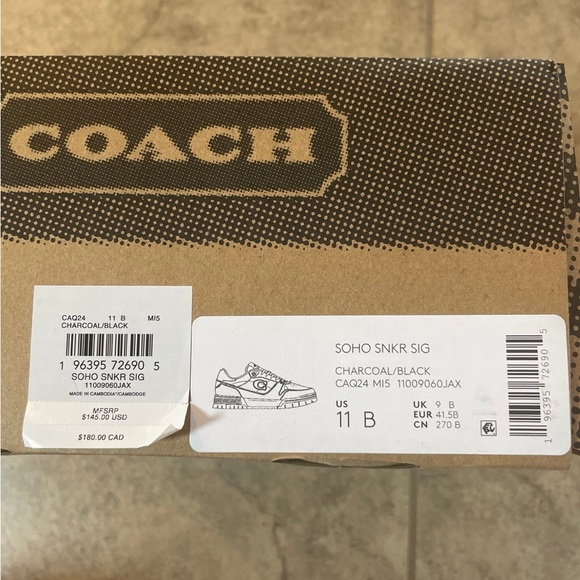 COACH
CAQ24 11 B MI5
CHARCOAL/BLACK
1 96395 72690 5
SOHO SNKR SIG
11009060JAX
MADE IN CAMBODIA*/CAMBODGE
MFSRP
$145.00 USD
$180.00 CAD
SOHO SNKR SIG
CHARCOAL/BLACK
CAQ24 MI5 11009060JAX
US
11 B
UK 9 B
EUR 41.5B
CN 270 B
1 96395 72690 5